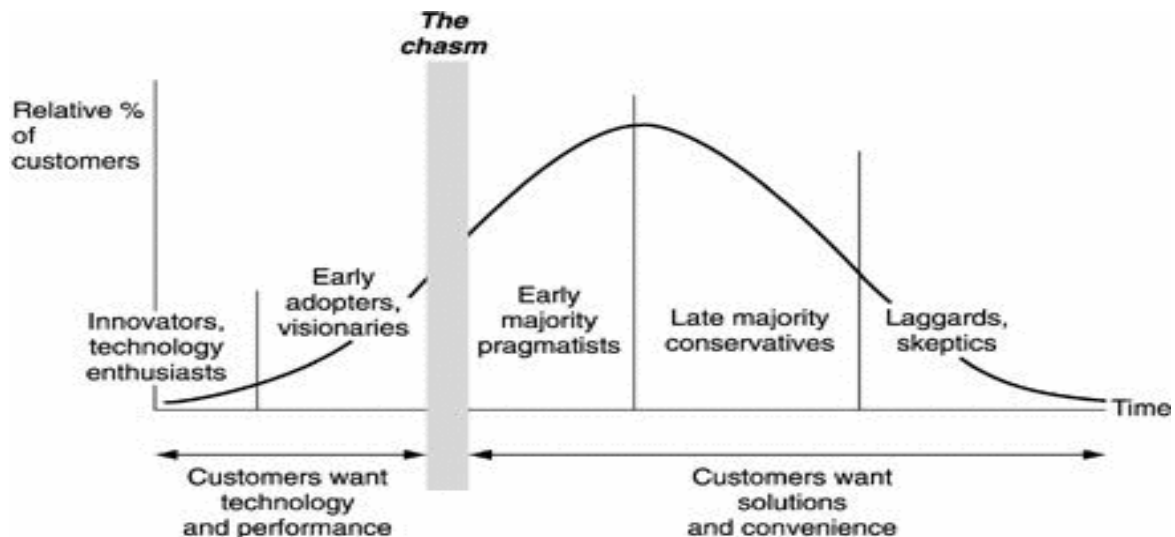 The
chasm
Relative %
of
customers
Innovators,
technology
enthusiasts
Early
adopters,
visionaries
Early
majority
pragmatists
Late majority
conservatives
Laggards,
skeptics
Time
Customers want
technology
and performance
Customers want
solutions
and convenience